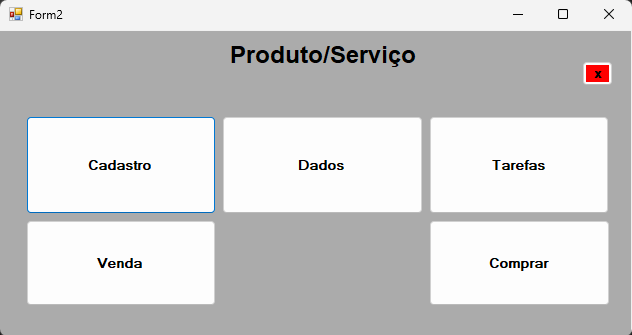 Form2
Produto/Serviço
x
Cadastro
Dados
Tarefas
Venda
Comprar